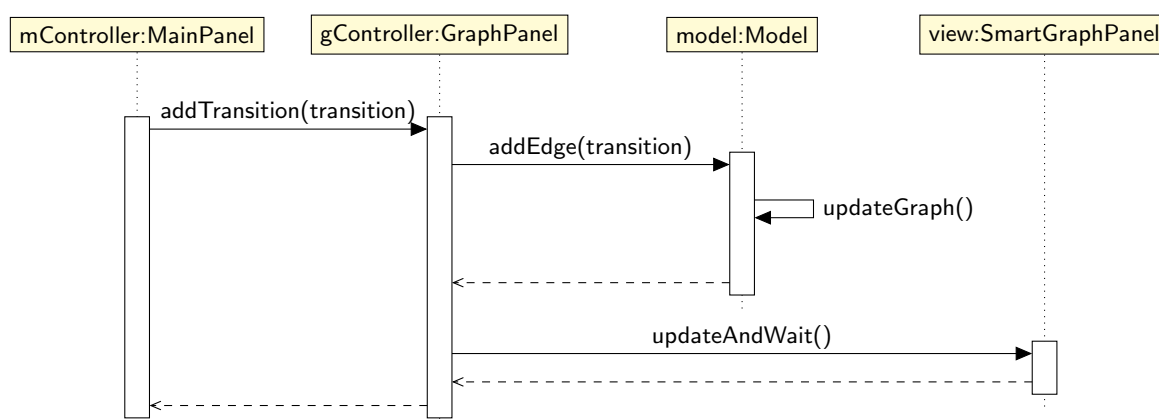 mController:MainPanel
gController:GraphPanel
model:Model
view:SmartGraphPanel
addTransition(transition)
addEdge(transition)
updateGraph()
updateAndWait()